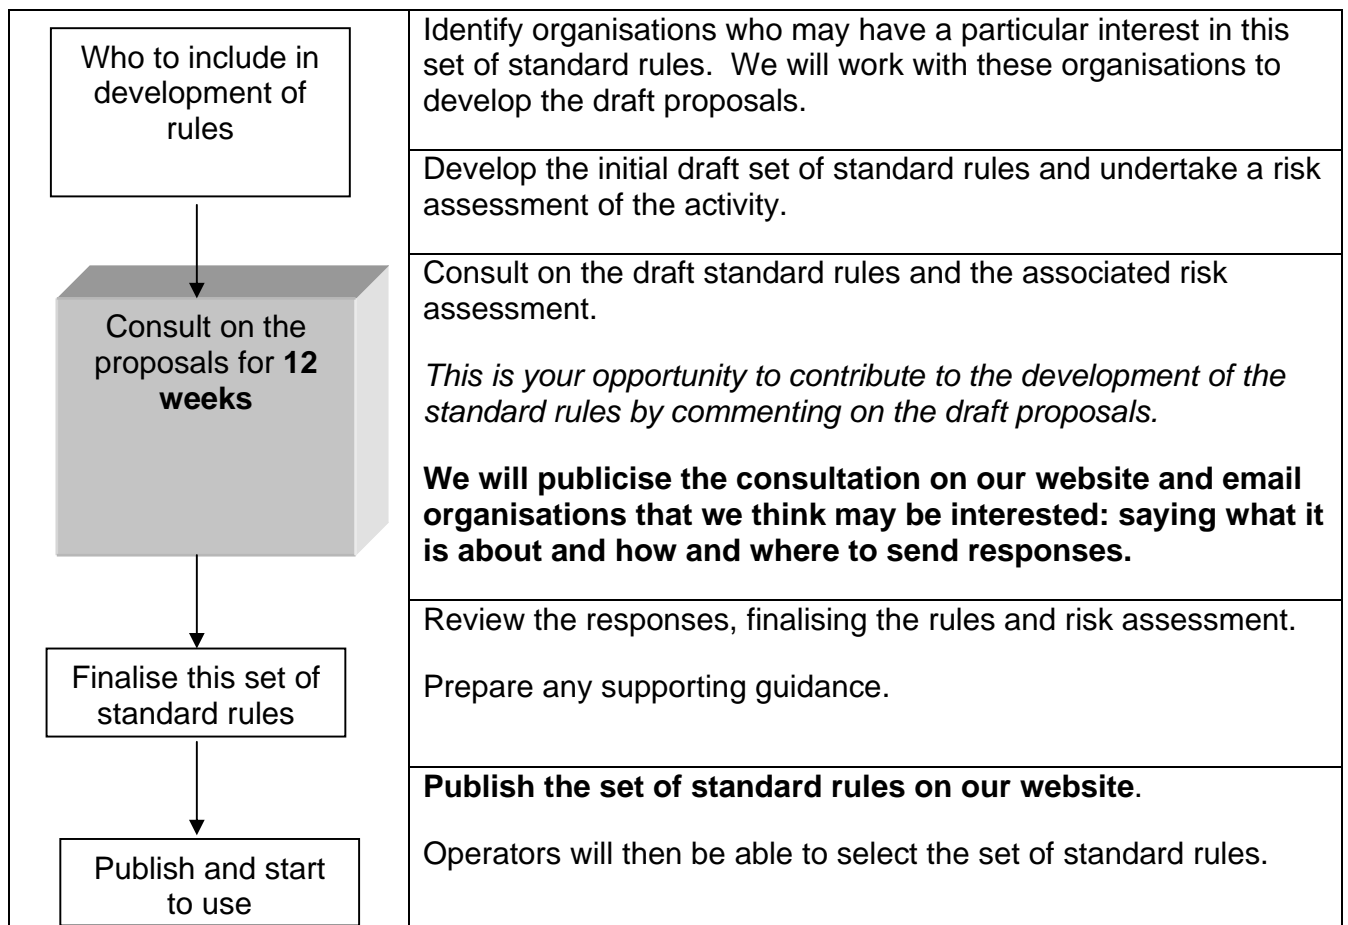 Who to include in
development of
rules
Identify organisations who may have a particular interest in this
set of standard rules.  We will work with these organisations to
develop the draft proposals.
Develop the initial draft set of standard rules and undertake a risk
assessment of the activity.
Consult on the
proposals for 12
weeks
Consult on the draft standard rules and the associated risk
assessment.
This is your opportunity to contribute to the development of the
standard rules by commenting on the draft proposals.
We will publicise the consultation on our website and email
organisations that we think may be interested: saying what it
is about and how and where to send responses.
Finalise this set of
standard rules
Review the responses, finalising the rules and risk assessment.
Prepare any supporting guidance.
Publish and start
to use
Publish the set of standard rules on our website.
Operators will then be able to select the set of standard rules.